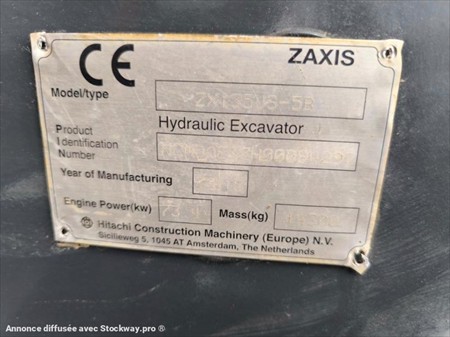 CE ZAXIS
Model/type
Hydraulic Excavator
Product
Identification
Number
Year of Manufacturing
Engine Power(kw) Mass(kg)
Hitachi Construction Machinery (Europe) N.V.
Sicilieweg 5, 1045 AT Amsterdam, The Netherlands
Annonce diffusée avec Stockway.pro ®